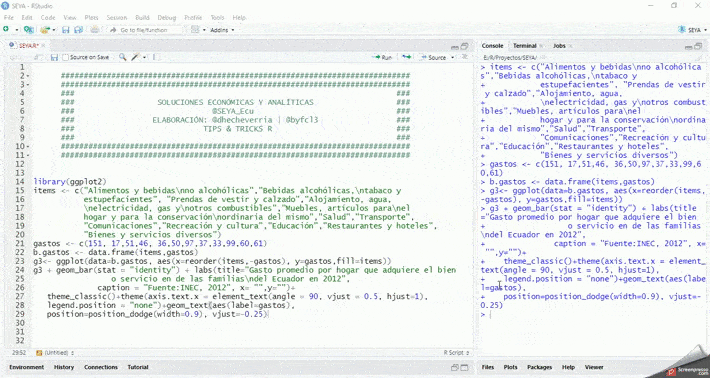 SEYA - RStudio
File Edit Code View Plots Session Build Debug Profile Tools Help
Go to file/function
Addins
SEYA
SEYA.R*
Source on Save
Run
Source
1
2
3
4
5
6
7
8
9
10
11
12
13
14
15
16
17
18
19
20
21
22
23
24
25
26
27
28
29
30
31
32
33
##########################################################################
##########################################################################
### ###
### SOLUCIONES ECONÓMICAS Y ANALÍTICAS ###
### @SEYA_Ecu ###
### ELABORACIÓN: @dhecheverria | @byfcl3 ###
### TIPS & TRICKS R ###
### ###
##########################################################################
##########################################################################
library(ggplot2)
items <- c("Alimentos y bebidas\nno alcohólicas","Bebidas alcohólicas,\ntabaco y
estupefacientes", "Prendas de vestir y calzado","Alojamiento, agua,
\nelectricidad, gas y\notros combustibles","Muebles, artículos para\nel
hogar y para la conservación\nordinaria del mismo","Salud","Transporte",
"Comunicaciones","Recreación y cultura","Educación","Restaurantes y hoteles",
"Bienes y servicios diversos")
gastos <- c(151, 17,51,46, 36,50,97,37,33,99,60,61)
b.gastos <- data.frame(items,gastos)
g3<- ggplot(data=b.gastos, aes(x=reorder(items,-gastos), y=gastos,fill=items))
g3 + geom_bar(stat = "identity") + labs(title="Gasto promedio por hogar que adquiere el bien
o servicio en de las familias\ndel Ecuador en 2012",
caption = "Fuente:INEC, 2012", x= "",y="")+
theme_classic()+theme(axis.text.x = element_text(angle = 90, vjust = 0.5, hjust=1),
legend.position = "none")+geom_text(aes(label=gastos),
position=position_dodge(width=0.9), vjust=-0.25)
29:52
(Untitled)
R Script
Environment History Connections Tutorial
Console Terminal Jobs
E:/R/Proyectos/SEYA/
> items <- c("Alimentos y bebidas\nno alcohólica
s","Bebidas alcohólicas,\ntabaco y
+ estupefacientes", "Prendas de vestir
y calzado","Alojamiento, agua,
+ \nelectricidad, gas y\notros combust
ibles","Muebles, artículos para\nel
+ hogar y para la conservación\nordina
ria del mismo","Salud","Transporte",
+ "Comunicaciones","Recreación y cultu
ra","Educación","Restaurantes y hoteles",
+ "Bienes y servicios diversos")
> gastos <- c(151, 17,51,46, 36,50,97,37,33,99,6
0,61)
> b.gastos <- data.frame(items,gastos)
> g3<- ggplot(data=b.gastos, aes(x=reorder(items,
-gastos), y=gastos,fill=items))
> g3 + geom_bar(stat = "identity") + labs(title
="Gasto promedio por hogar que adquiere el bien
+ o servicio en de las familias
\ndel Ecuador en 2012",
+ caption = "Fuente:INEC, 2012", x=
"",y="")+
+ theme_classic()+theme(axis.text.x = element_t
ext(angle = 90, vjust = 0.5, hjust=1),
+ legend.position = "none")+geom_text(aes(labe
l=gastos),
+ position=position_dodge(width=0.9), vjust=-
0.25)
>
Files Plots Packages Help Viewer
Screenpresso